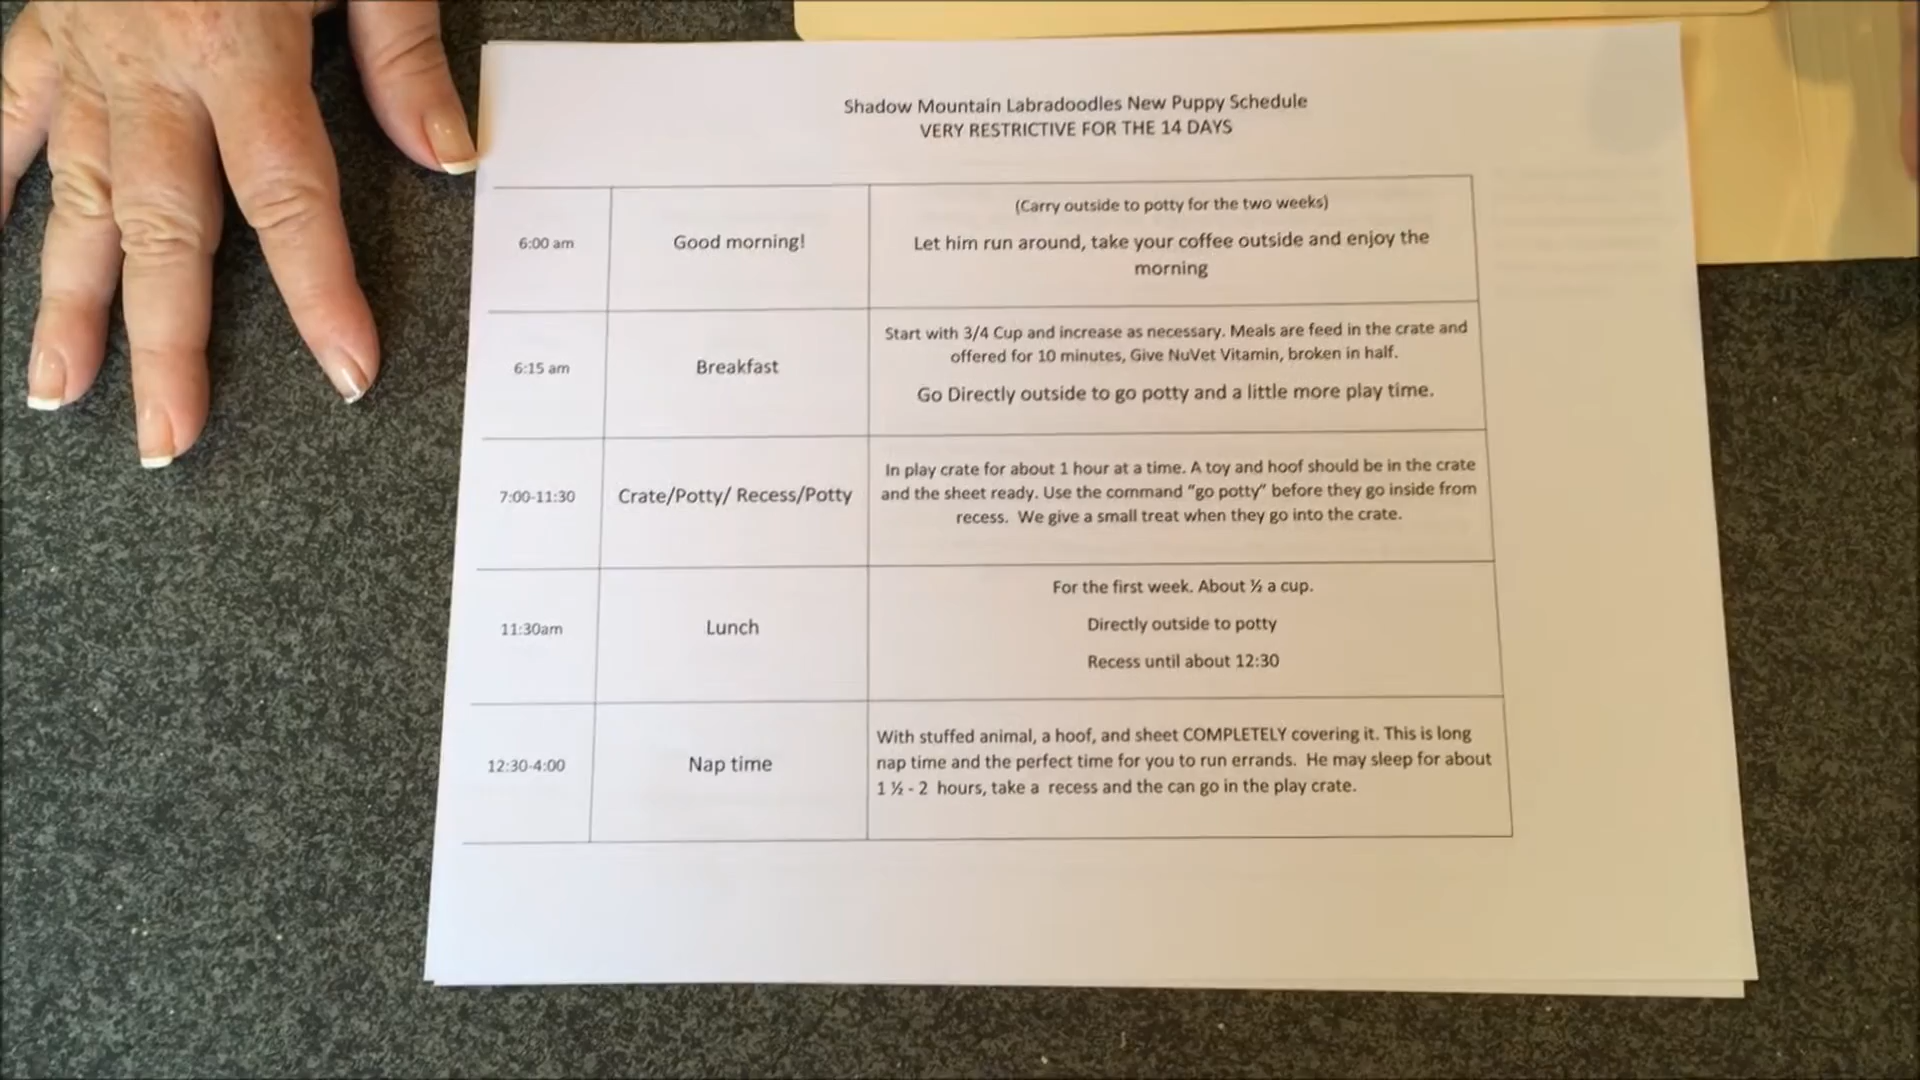 Shadow Mountain Labradoodles New Puppy Schedule
VERY RESTRICTIVE FOR THE 14 DAYS
6:00 am
Good morning!
(Carry outside to potty for the two weeks)
Let him run around, take your coffee outside and enjoy the
morning
6:15 am
Breakfast
Start with 3/4 Cup and increase as necessary. Meals are feed in the crate and
offered for 10 minutes, Give NuVet Vitamin, broken in half.
Go Directly outside to go potty and a little more play time.
7:00-11:30
Crate/Potty/ Recess/Potty
In play crate for about 1 hour at a time. A toy and hoof should be in the crate
and the sheet ready. Use the command "go potty" before they go inside from
recess. We give a small treat when they go into the crate.
11:30am
Lunch
For the first week. About ½ a cup.
Directly outside to potty
Recess until about 12:30
12:30-4:00
Nap time
With stuffed animal, a hoof, and sheet COMPLETELY covering it. This is long
nap time and the perfect time for you to run errands. He may sleep for about
1 ½ - 2 hours, take a recess and the can go in the play crate.